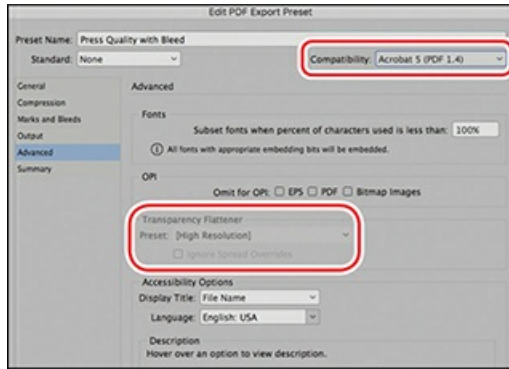 Edit PDF Export Preset
Preset Name: Press Quality with Bleed
Standard: None Compatibility: Acrobat 5 (PDF 1.4)
General
Compression
Marks and Bleeds
Output
Advanced
Summary
Advanced
Fonts
Subset fonts when percent of characters used is less than: 100%
All fonts with appropriate embedding bits will be embedded.
OPI
Omit for OPI: EPS PDF Bitmap Images
Transparency Flattener
Preset: [High Resolution]
Ignore Spread Overrides
Accessibility Options
Display Title: File Name
Language: English: USA
Description
Hover over an option to view description.